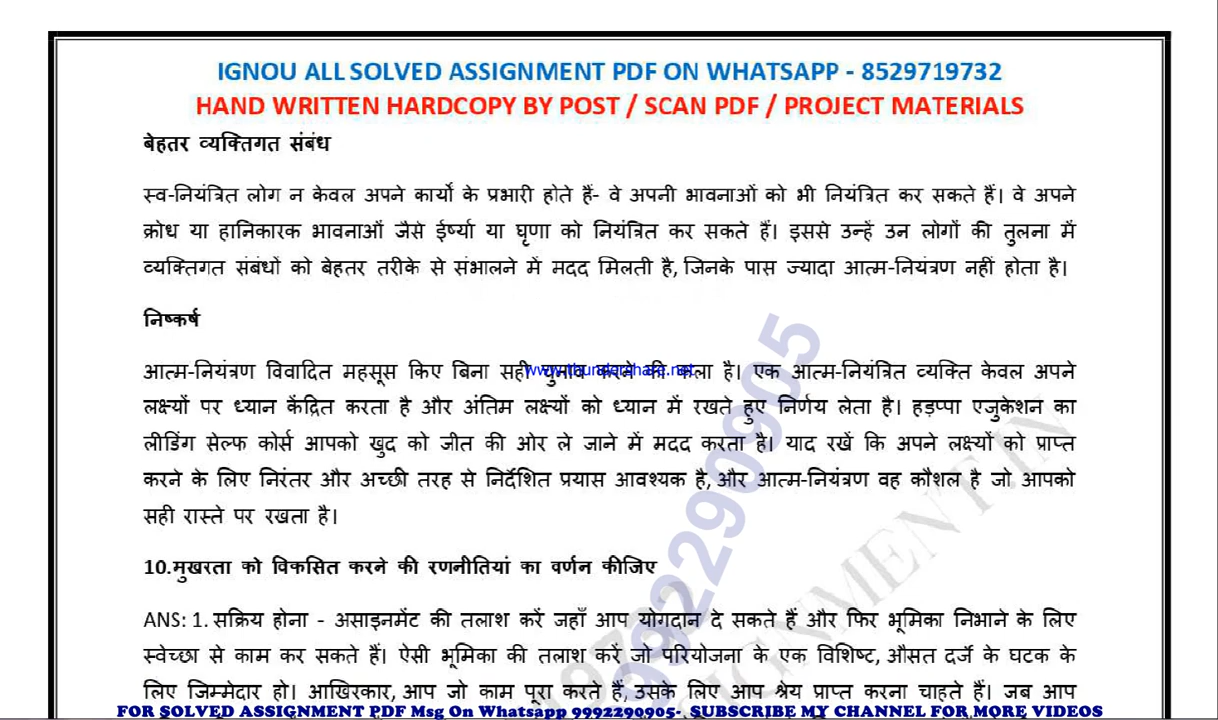 IGNOU ALL SOLVED ASSIGNMENT PDF ON WHATSAPP - 8529719732
HAND WRITTEN HARDCOPY BY POST / SCAN PDF / PROJECT MATERIALS
बेहतर व्यक्तिगत संबंध
स्व-नियंत्रित लोग न केवल अपने कार्यों के प्रभारी होते हैं- वे अपनी भावनाओं को भी नियंत्रित कर सकते हैं। वे अपने
क्रोध या हानिकारक भावनाओं जैसे ईर्ष्या या घृणा को नियंत्रित कर सकते हैं। इससे उन्हें उन लोगों की तुलना में
व्यक्तिगत संबंधों को बेहतर तरीके से संभालने में मदद मिलती है, जिनके पास ज्यादा आत्म-नियंत्रण नहीं होता है।
निष्कर्ष
आत्म-नियंत्रण विवादित महसूस किए बिना सही चुनाव करने की कला है। एक आत्म-नियंत्रित व्यक्ति केवल अपने
www.thundershare.net
लक्ष्यों पर ध्यान केंद्रित करता है और अंतिम लक्ष्यों को ध्यान में रखते हुए निर्णय लेता है। हड़प्पा एजुकेशन का
लीडिंग सेल्फ कोर्स आपको खुद को जीत की ओर ले जाने में मदद करता है। याद रखें कि अपने लक्ष्यों को प्राप्त
करने के लिए निरंतर और अच्छी तरह से निर्देशित प्रयास आवश्यक है, और आत्म-नियंत्रण वह कौशल है जो आपको
सही रास्ते पर रखता है।
10.मुखरता को विकसित करने की रणनीतियां का वर्णन कीजिए
ANS: 1. सक्रिय होना - असाइनमेंट की तलाश करें जहाँ आप योगदान दे सकते हैं और फिर भूमिका निभाने के लिए
स्वेच्छा से काम कर सकते हैं। ऐसी भूमिका की तलाश करें जो परियोजना के एक विशिष्ट, औसत दर्जे के घटक के
लिए जिम्मेदार हो। आखिरकार, आप जो काम पूरा करते हैं, उसके लिए आप श्रेय प्राप्त करना चाहते हैं। जब आप
FOR SOLVED ASSIGNMENT PDF Msg On Whatsapp 9992290905- SUBSCRIBE MY CHANNEL FOR MORE VIDEOS